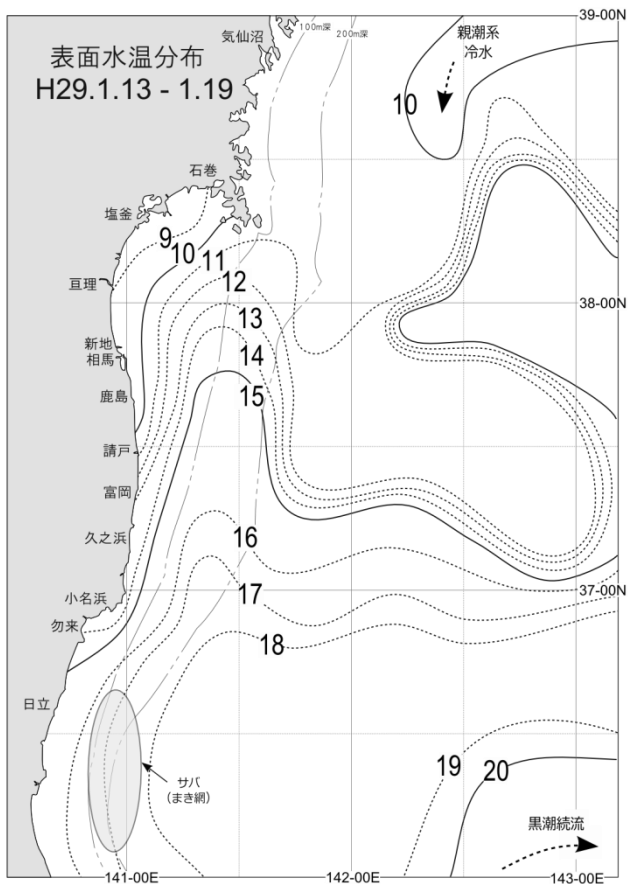 表面水温分布
H29.1.13 - 1.19
気仙沼
100m深
200m深
親潮系
冷水
39-00N
10
石巻
塩釜
9
10
11
12
13
14
15
亘理
38-00N
新地
相馬
鹿島
請戸
富岡
久之浜
16
17
18
37-00N
小名浜
勿来
日立
サバ
(まき網)
19
20
黒潮続流
141-00E
142-00E
143-00E